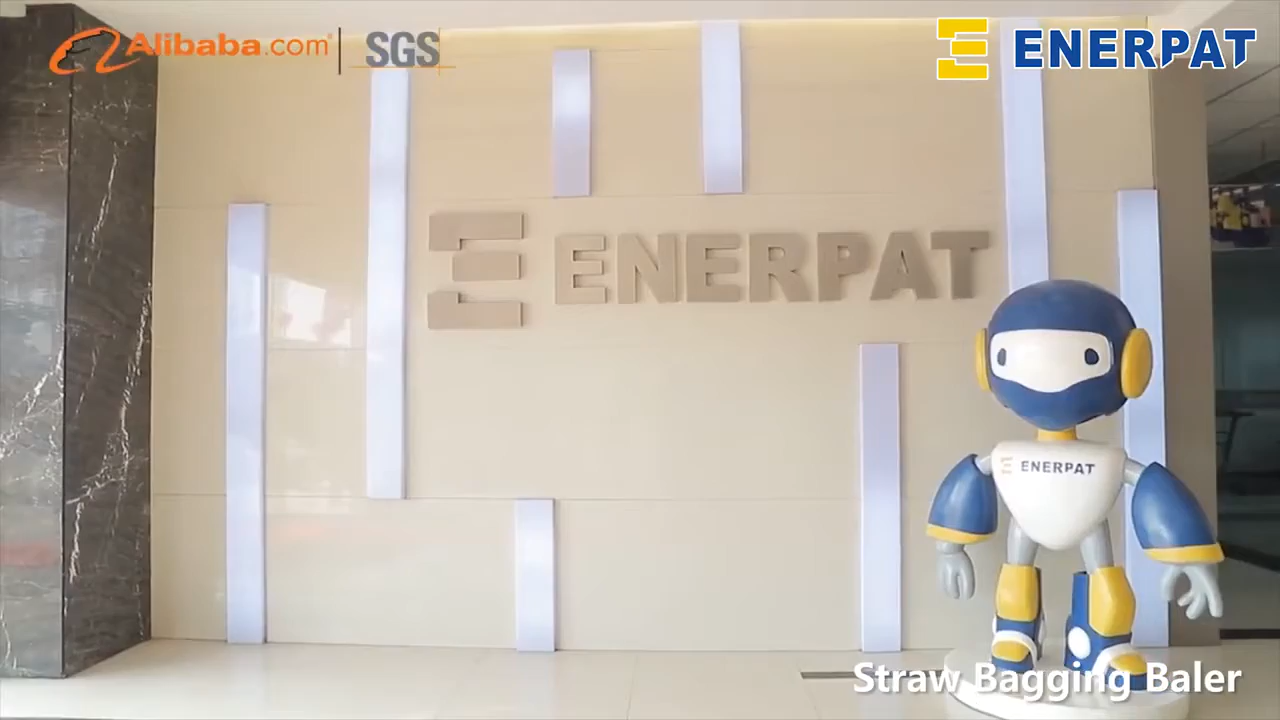 Alibaba.com
SGS
ENERPAT
ENERPAT
ENERPAT
Straw Bagging Baler